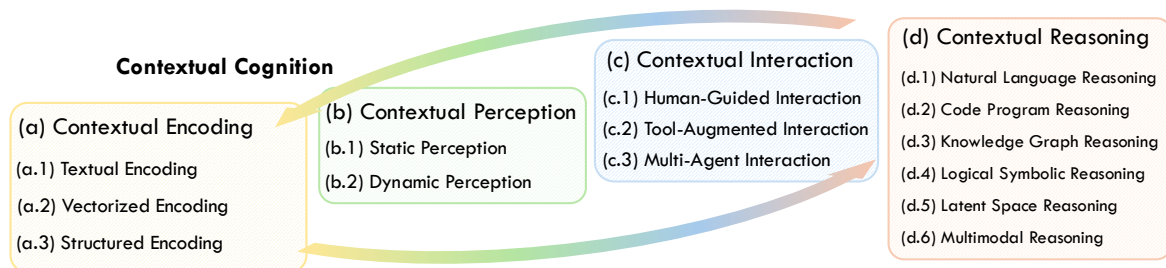 Contextual Cognition
(a) Contextual Encoding
(a.1) Textual Encoding
(a.2) Vectorized Encoding
(a.3) Structured Encoding
(b) Contextual Perception
(b.1) Static Perception
(b.2) Dynamic Perception
(c) Contextual Interaction
(c.1) Human-Guided Interaction
(c.2) Tool-Augmented Interaction
(c.3) Multi-Agent Interaction
(d) Contextual Reasoning
(d.1) Natural Language Reasoning
(d.2) Code Program Reasoning
(d.3) Knowledge Graph Reasoning
(d.4) Logical Symbolic Reasoning
(d.5) Latent Space Reasoning
(d.6) Multimodal Reasoning